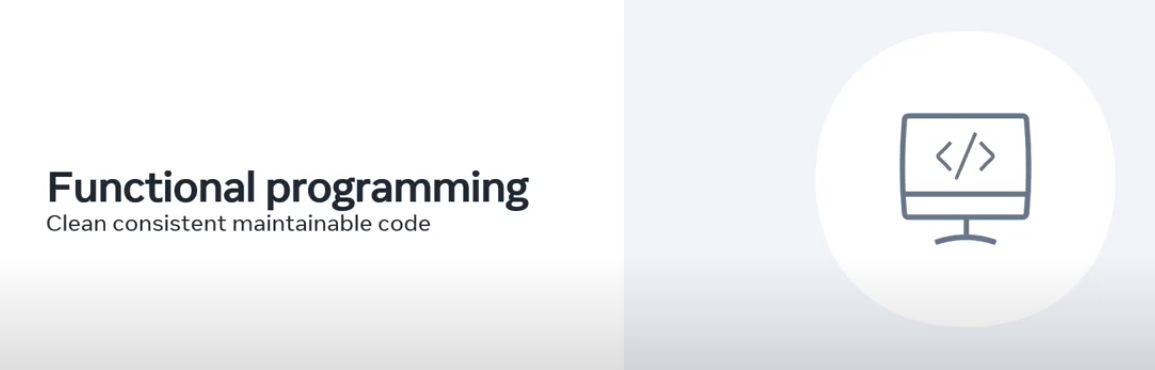 Functional programming
Clean consistent maintainable code
</>